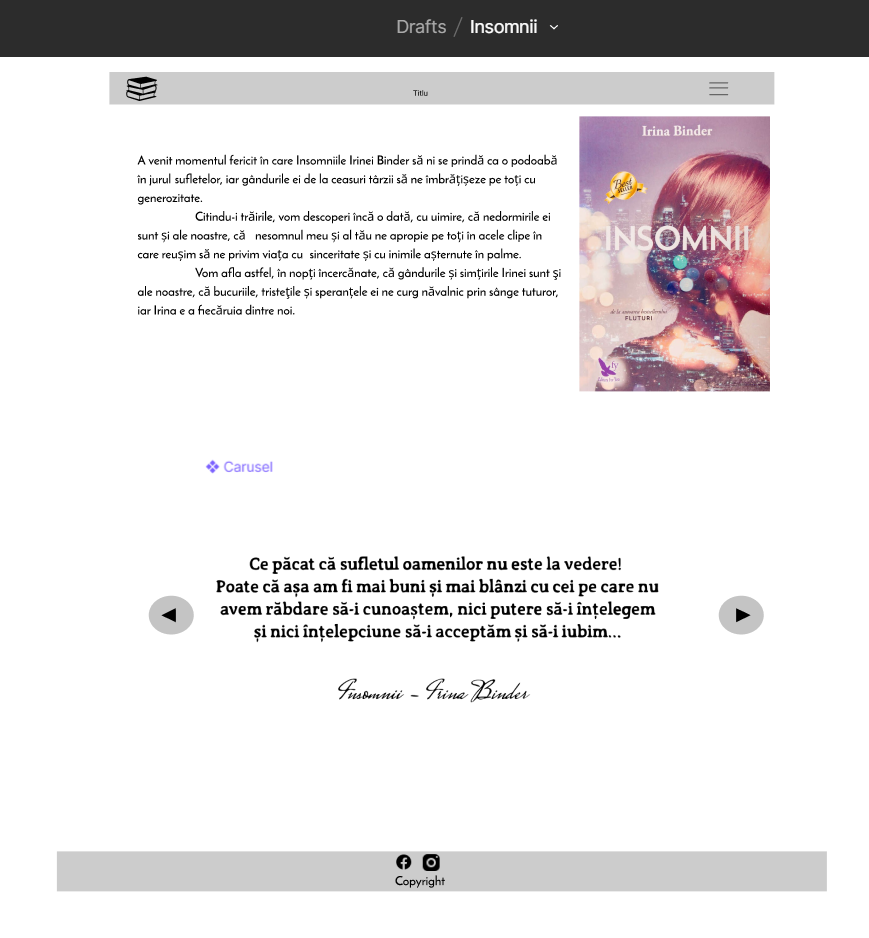 Drafts / Insomnii
Titlu
Irina Binder
A venit momentul fericit în care Insomniile Irinei Binder să ni se prindă ca o podoabă
în jurul sufletelor, iar gândurile ei de la ceasuri târzii să ne îmbrățișeze pe toți cu
generozitate.
Citindu-i trăirile, vom descoperi încă o dată, cu uimire, că nedormirile ei
sunt și ale noastre, că nesomnul meu și al tău ne apropie pe toți în acele clipe în
care reușim să ne privim viața cu sinceritate și cu inimile așternute în palme.
Vom afla astfel, în nopți încercănate, că gândurile și simțirile Irinei sunt și
ale noastre, că bucuriile, tristețile și speranțele ei ne curg năvalnic prin sânge tuturor,
iar Irina e a fiecăruia dintre noi.
Best
INSOMNII
de la autoarea bestsellerului
FLUTURI
Carusel
Ce păcat că sufletul oamenilor nu este la vedere!
Poate că așa am fi mai buni și mai blânzi cu cei pe care nu
avem răbdare să-i cunoaștem, nici putere să-i înțelegem
și nici înțelepciune să-i acceptăm și să-i iubim...
Insomnii - Irina Binder
Copyright